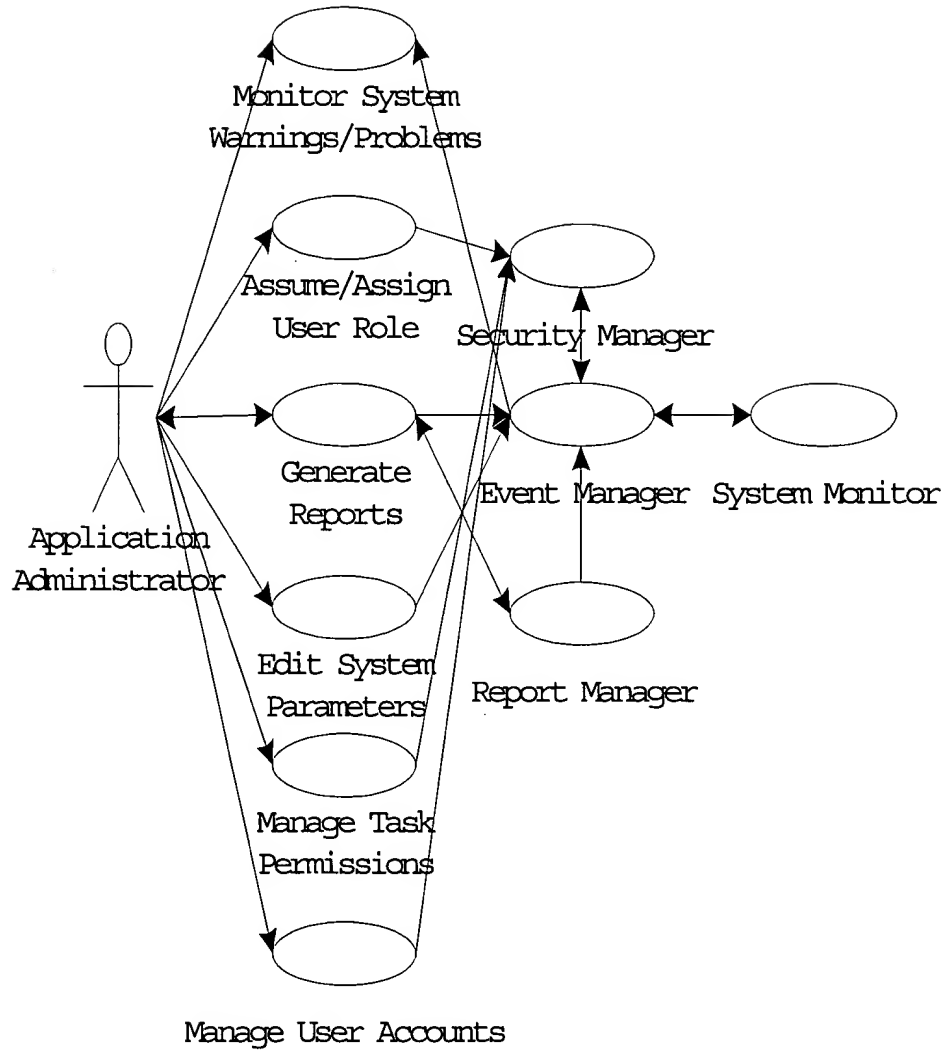 Monitor System
Warnings/Problems
Assume/Assign
User Role
Security Manager
Generate
Reports
Event Manager
System Monitor
Application
Administrator
Edit System
Parameters
Report Manager
Manage Task
Permissions
Manage User Accounts